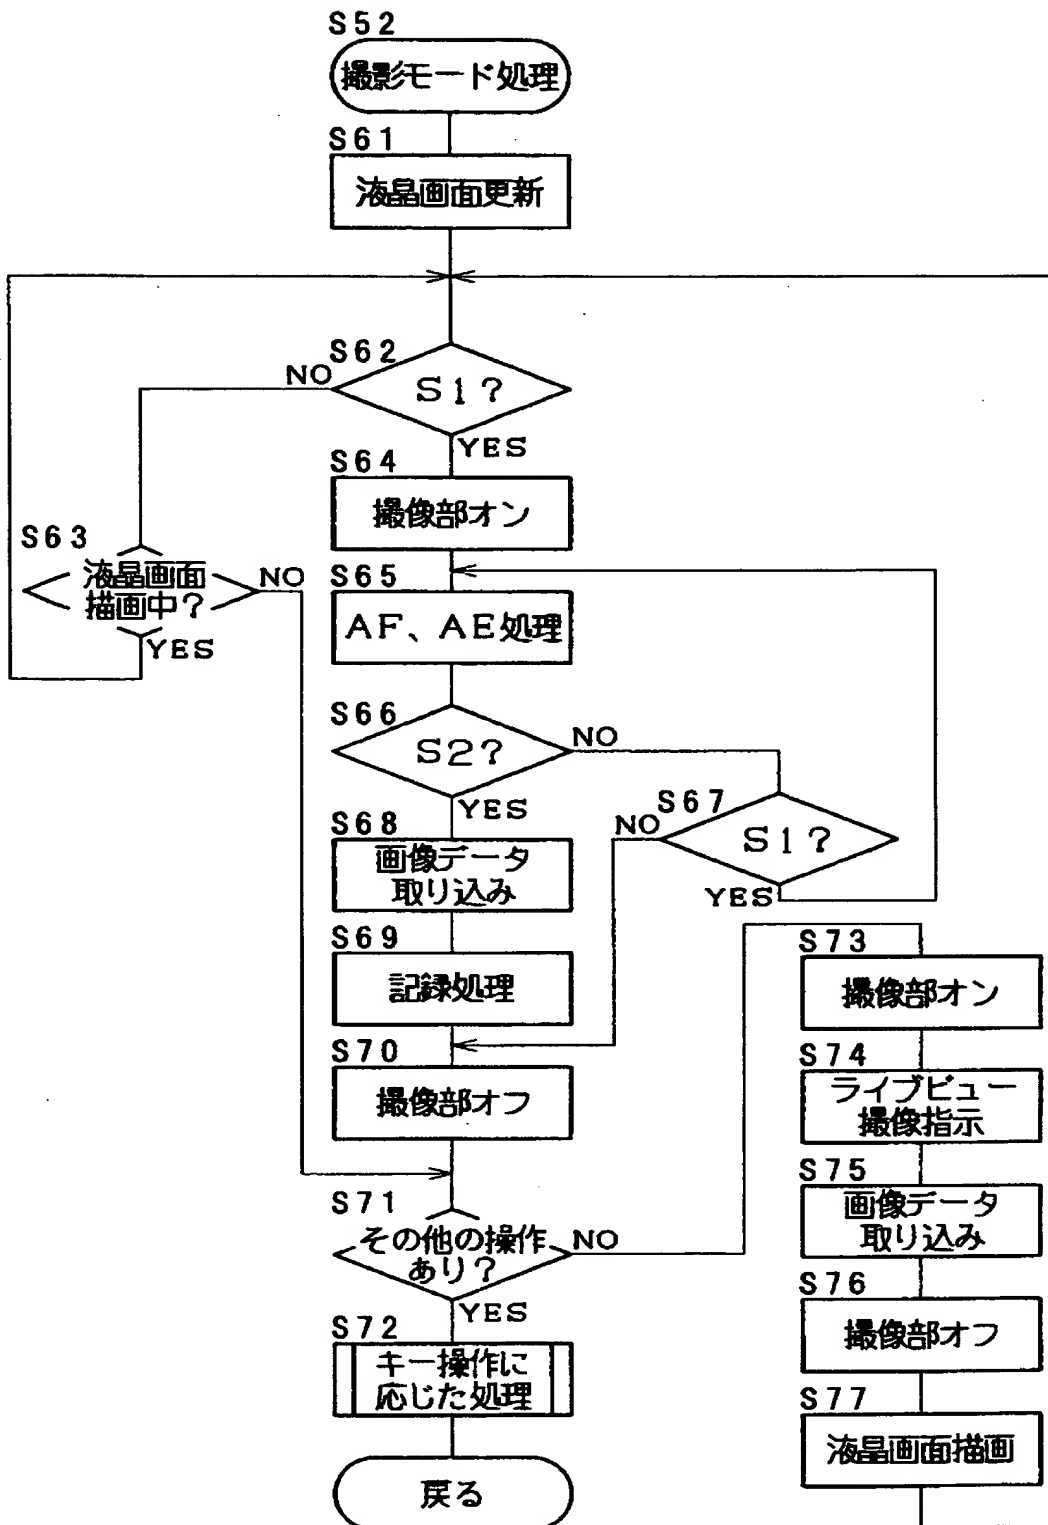 S52
撮影モード処理
S61
液晶画面更新
S62
NO
S1?
YES
S64
撮像部オン
S63
液晶画面
描画中?
NO
YES
S65
AF、AE処理
S66
S2?
NO
YES
S67
NO
S1?
YES
S68
画像データ
取り込み
S69
記録処理
S70
撮像部オフ
S71
その他の操作
あり?
NO
YES
S72
キー操作に
応じた処理
戻る
S73
撮像部オン
S74
ライブビュー
撮像指示
S75
画像データ
取り込み
S76
撮像部オフ
S77
液晶画面描画